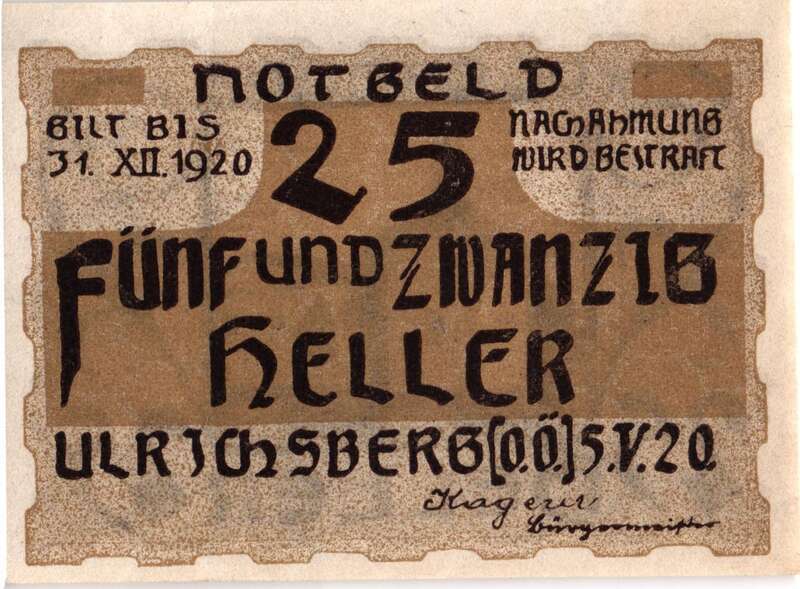 NOTGELD
GILT BIS
31. XII. 1920
25
NACHAHMUNG
WIRD BESTRAFT
FÜNFUNDZWANZIG
HELLER
ULRICHSBERG [O.Ö.] 5.V.20.
Kagerer
Bürgermeister